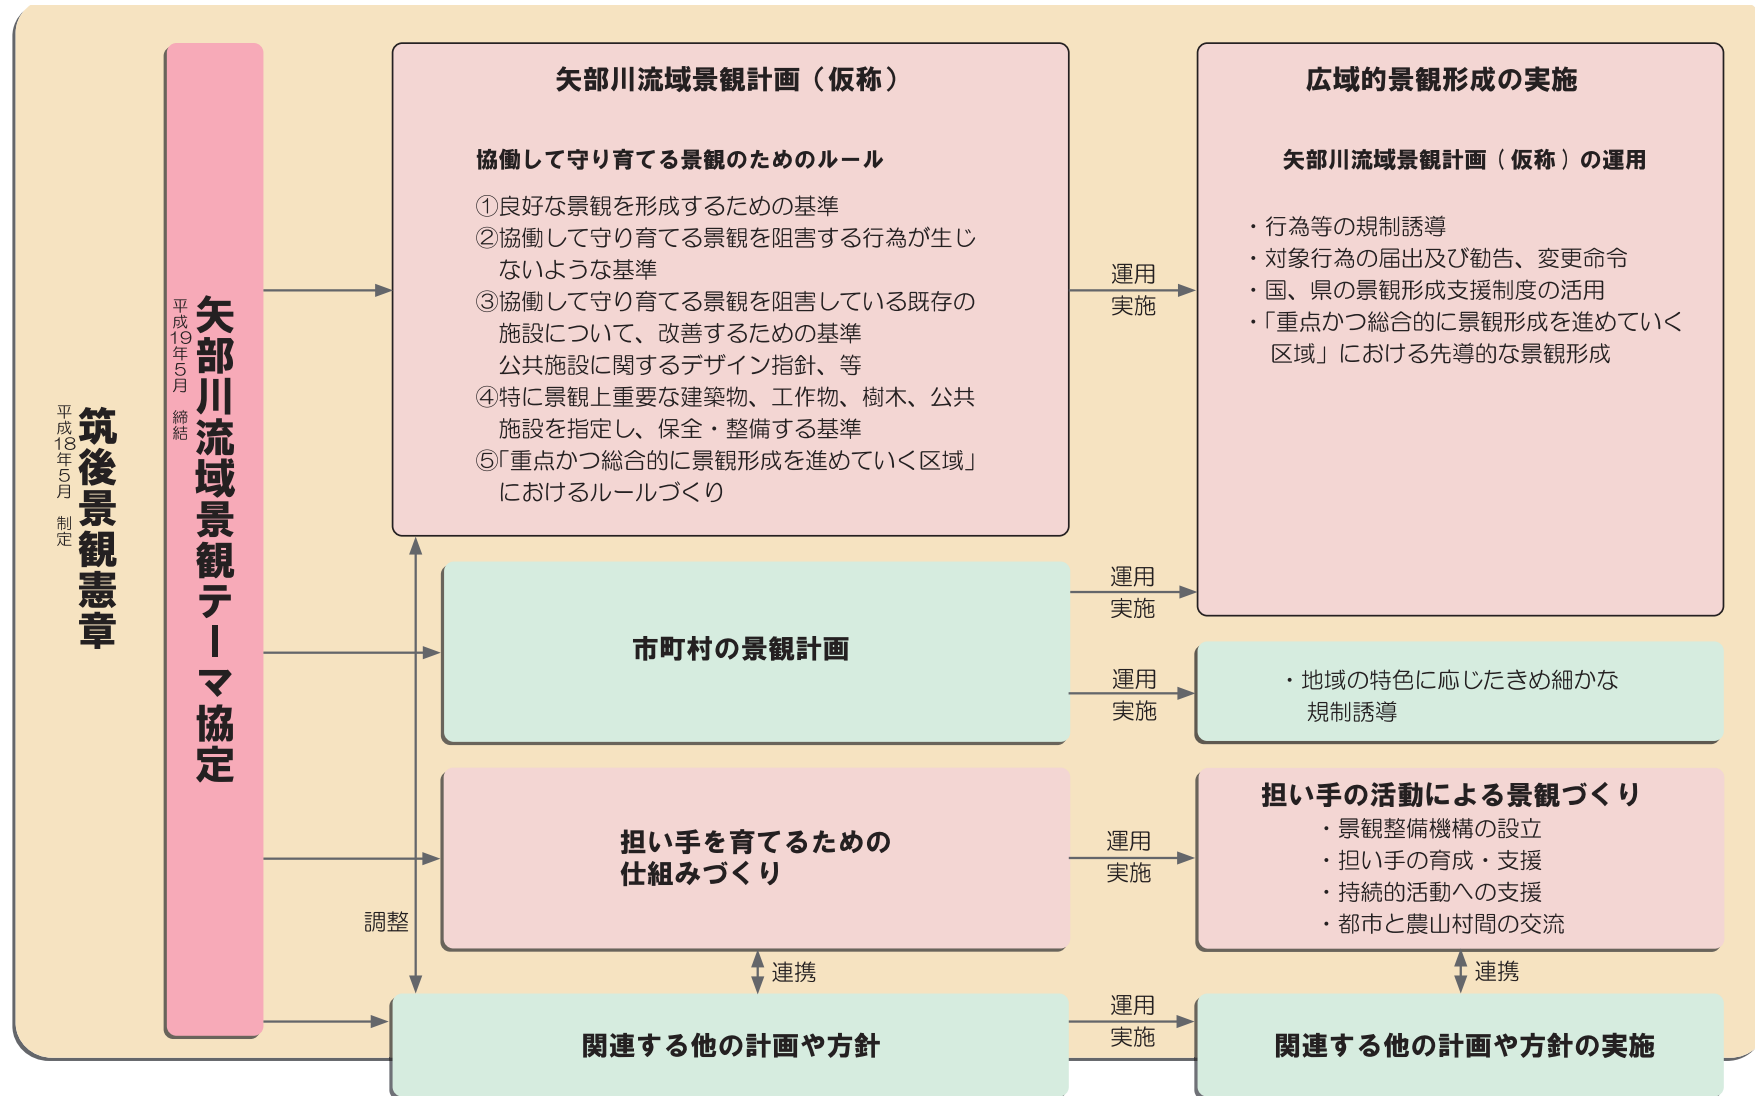 筑後景観憲章
平成18年5月　制定
矢部川流域景観テーマ協定
平成19年5月　締結
矢部川流域景観計画（仮称）
協働して守り育てる景観のためのルール
①良好な景観を形成するための基準
②協働して守り育てる景観を阻害する行為が生じ
ないような基準
③協働して守り育てる景観を阻害している既存の
施設について、改善するための基準
公共施設に関するデザイン指針、等
④特に景観上重要な建築物、工作物、樹木、公共
施設を指定し、保全・整備する基準
⑤「重点かつ総合的に景観形成を進めていく区域」
におけるルールづくり
運用
実施
広域的景観形成の実施
矢部川流域景観計画（仮称）の運用
・行為等の規制誘導
・対象行為の届出及び勧告、変更命令
・国、県の景観形成支援制度の活用
・「重点かつ総合的に景観形成を進めていく
区域」における先導的な景観形成
市町村の景観計画
運用
実施
運用
実施
・地域の特色に応じたきめ細かな
規制誘導
担い手を育てるための
仕組みづくり
運用
実施
担い手の活動による景観づくり
・景観整備機構の設立
・担い手の育成・支援
・持続的活動への支援
・都市と農山村間の交流
調整
連携
連携
関連する他の計画や方針
運用
実施
関連する他の計画や方針の実施